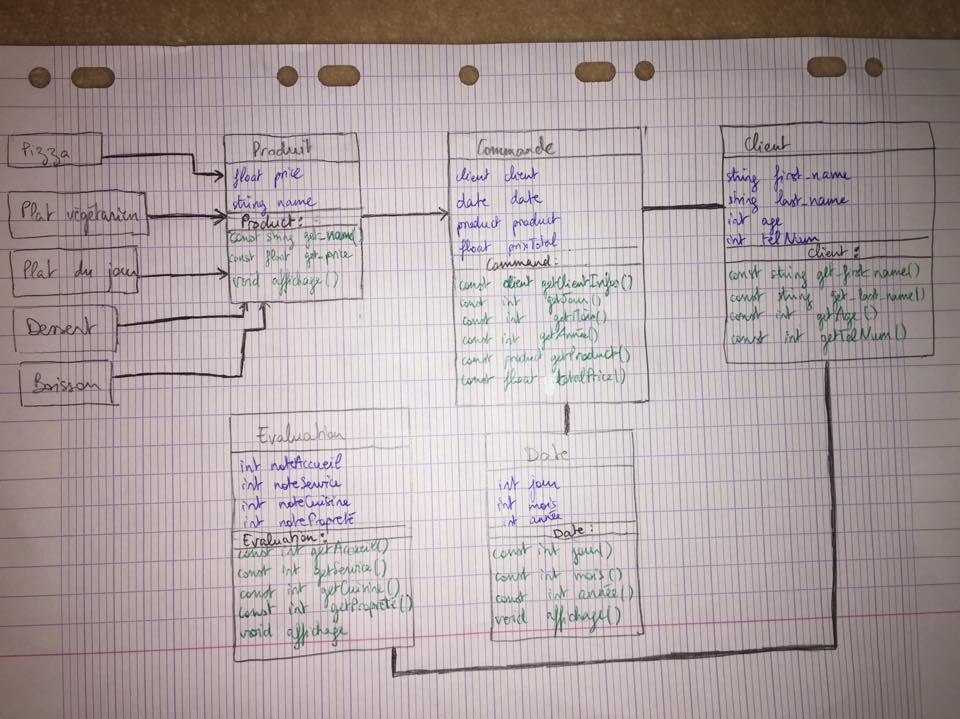 Pizza
Plat végétarien
Plat du jour
Dessert
Boisson
Produit
float price
string name
Product:
const string get_name()
const float get_price
void affichage()
Commande
client client
date date
product product
float prixTotal
Command:
const client getClientInfos()
const int getJour()
const int getMois()
const int getAnnée()
const product getProduct()
const float totalPrice()
Client
string first_name
string last_name
int age
int telNum
Client:
const string get_first_name()
const string get_last_name()
const int getAge()
const int getTelNum()
Evaluation
int noteAccueil
int noteService
int noteCuisine
int notePropreté
Evaluation:
const int getAccueil()
const int getService()
const int getCuisine()
const int getPropreté()
void affichage
Date
int jour
int mois
int année
Date:
const int jour()
const int mois()
const int année()
void affichage()